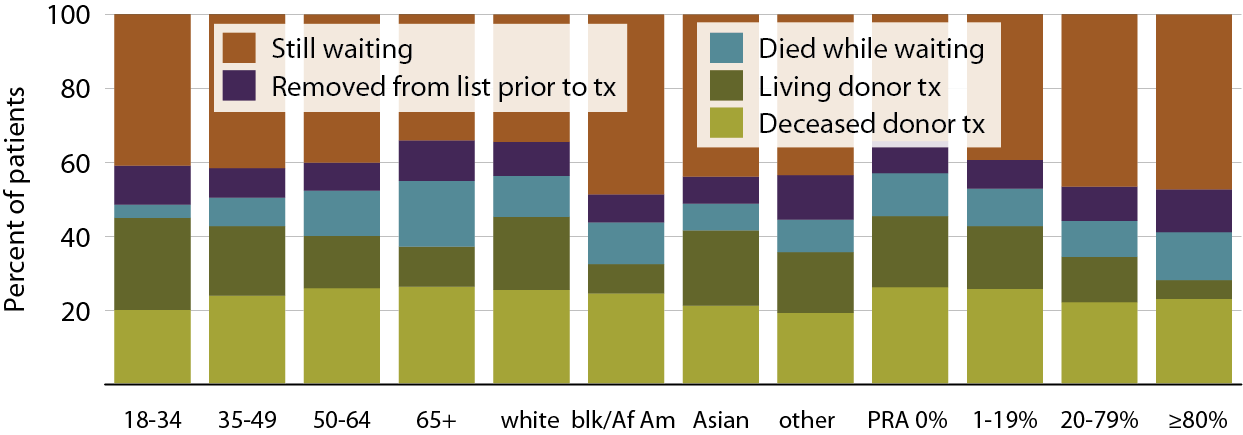 100
80
60
40
20
Percent of patients
Still waiting
Removed from list prior to tx
Died while waiting
Living donor tx
Deceased donor tx
18-34 35-49 50-64 65+ white blk/Af Am Asian other PRA 0% 1-19% 20-79% ≥80%